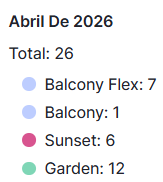 Abril De 2026
Total: 26
Balcony Flex: 7
Balcony: 1
Sunset: 6
Garden: 12